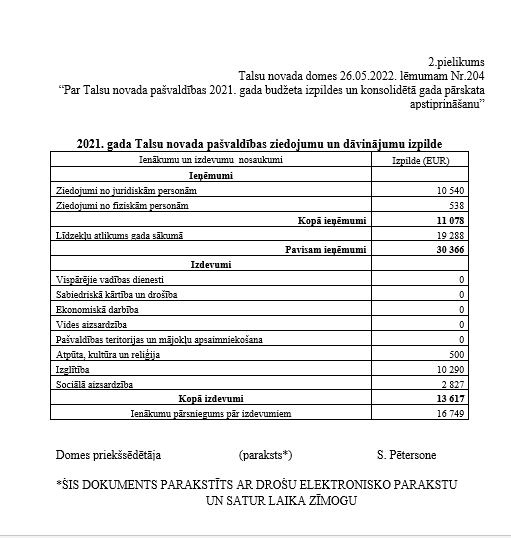 2.pielikums
Talsu novada domes 26.05.2022. lēmumam Nr.204
“Par Talsu novada pašvaldības 2021. gada budžeta izpildes un konsolidētā gada pārskata
apstiprināšanu”
2021. gada Talsu novada pašvaldības ziedojumu un dāvinājumu izpilde
Ienākumu un izdevumu nosaukumi Izpilde (EUR)
Ieņēmumi
Ziedojumi no juridiskām personām 10 540
Ziedojumi no fiziskām personām 538
Kopā ieņēmumi 11 078
Līdzekļu atlikums gada sākumā 19 288
Pavisam ieņēmumi 30 366
Izdevumi
Vispārējie vadības dienesti 0
Sabiedriskā kārtība un drošība 0
Ekonomiskā darbība 0
Vides aizsardzība 0
Pašvaldības teritorijas un mājokļu apsaimniekošana 0
Atpūta, kultūra un reliģija 500
Izglītība 10 290
Sociālā aizsardzība 2 827
Kopā izdevumi 13 617
Ienākumu pārsniegums pār izdevumiem 16 749
Domes priekšsēdētāja (paraksts*) S. Pētersone
*ŠIS DOKUMENTS PARAKSTĪTS AR DROŠU ELEKTRONISKO PARAKSTU
UN SATUR LAIKA ZĪMOGU